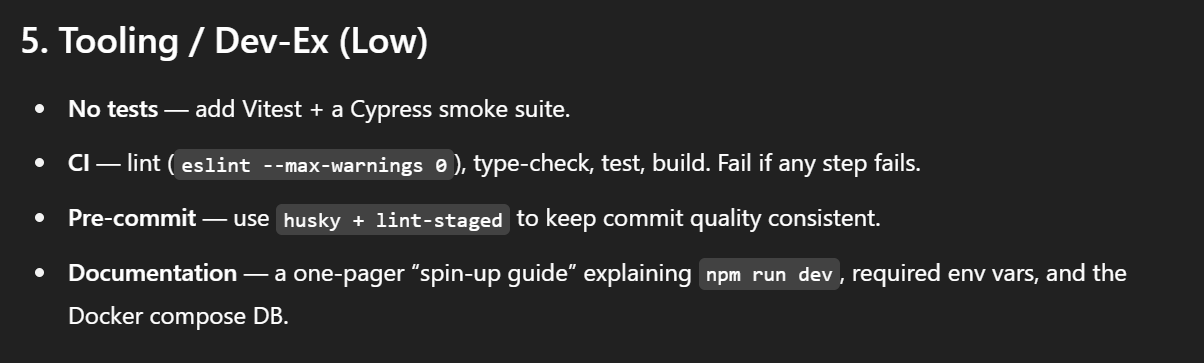 5. Tooling / Dev-Ex (Low)
• No tests — add Vitest + a Cypress smoke suite.
• CI — lint (eslint --max-warnings 0), type-check, test, build. Fail if any step fails.
• Pre-commit — use husky + lint-staged to keep commit quality consistent.
• Documentation — a one-pager “spin-up guide” explaining npm run dev, required env vars, and the
Docker compose DB.